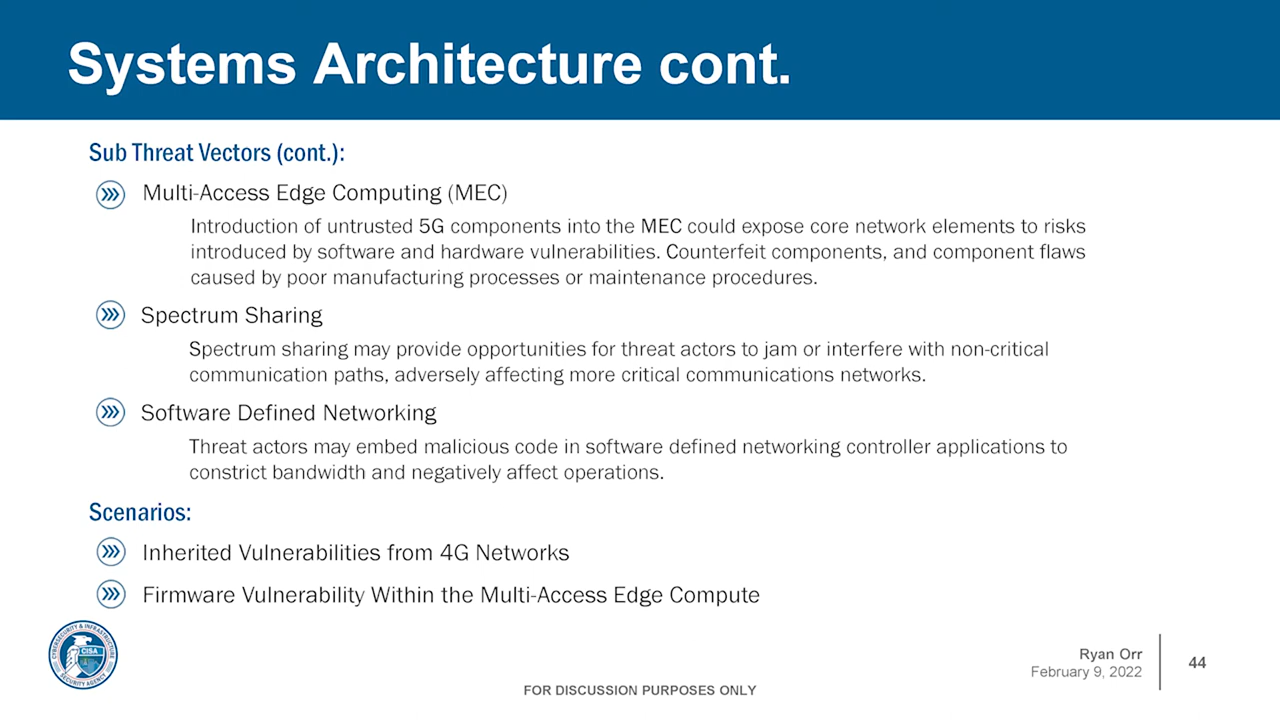 Systems Architecture cont.
Sub Threat Vectors (cont.):
Multi-Access Edge Computing (MEC)
Introduction of untrusted 5G components into the MEC could expose core network elements to risks
introduced by software and hardware vulnerabilities. Counterfeit components, and component flaws
caused by poor manufacturing processes or maintenance procedures.
Spectrum Sharing
Spectrum sharing may provide opportunities for threat actors to jam or interfere with non-critical
communication paths, adversely affecting more critical communications networks.
Software Defined Networking
Threat actors may embed malicious code in software defined networking controller applications to
constrict bandwidth and negatively affect operations.
Scenarios:
Inherited Vulnerabilities from 4G Networks
Firmware Vulnerability Within the Multi-Access Edge Compute
CYBERSECURITY & INFRASTRUCTURE
CISA
SECURITY AGENCY
Ryan Orr
February 9, 2022
44
FOR DISCUSSION PURPOSES ONLY